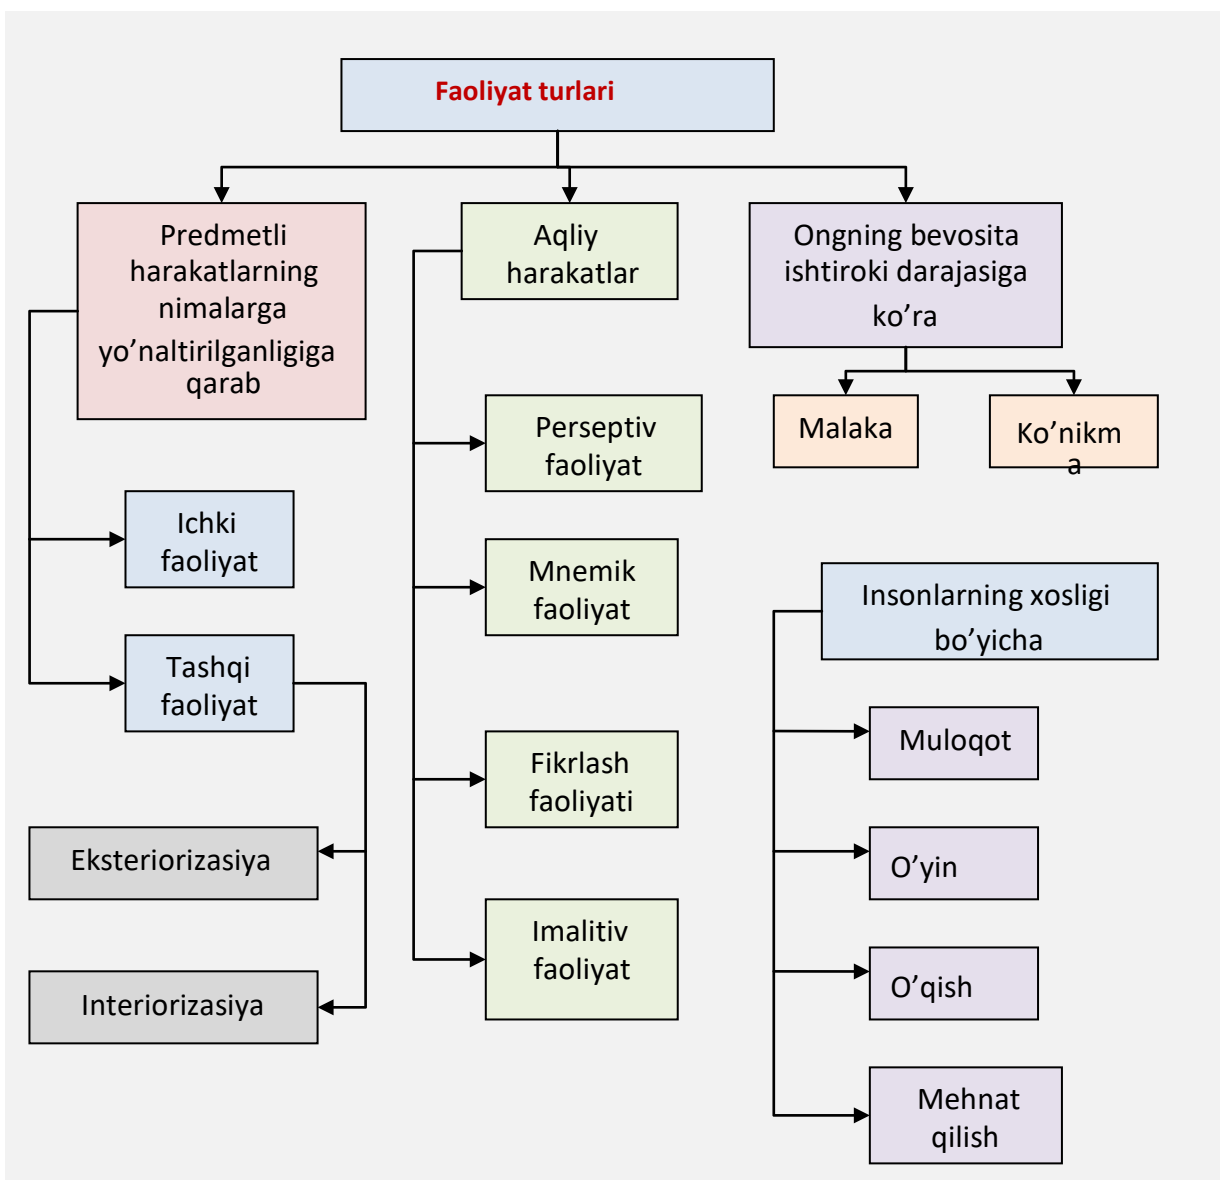 Faoliyat turlari
Predmetli
harakatlarning
nimalarga
yo’naltirilganligiga
qarab
Aqliy
harakatlar
Ongning bevosita
ishtiroki darajasiga
ko’ra
Malaka
Ko’nikm
a
Perseptiv
faoliyat
Ichki
faoliyat
Mnemik
faoliyat
Insonlarning xosligi
bo’yicha
Tashqi
faoliyat
Muloqot
Fikrlash
faoliyati
Eksteriorizasiya
O’yin
Imalitiv
faoliyat
Interiorizasiya
O’qish
Mehnat
qilish